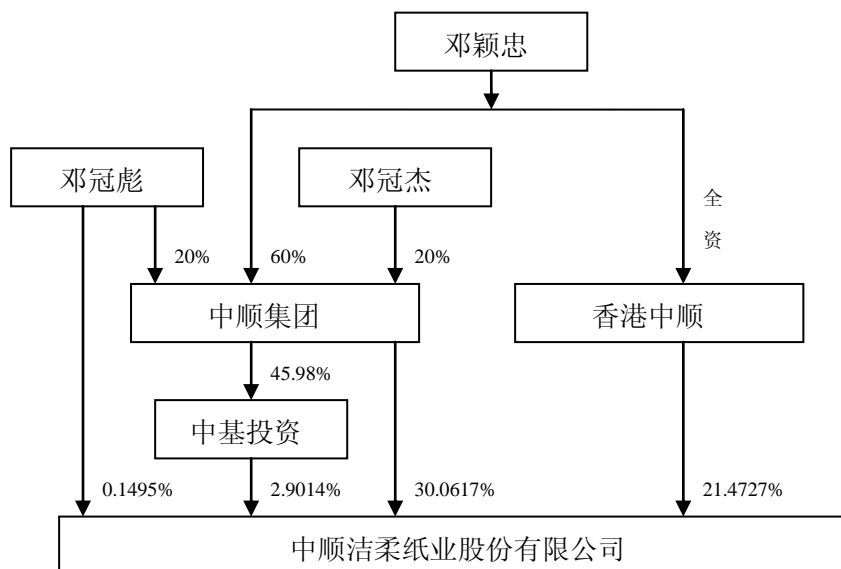 邓颖忠
邓冠彪
邓冠杰
全
资
20%
60%
20%
中顺集团
香港中顺
45.98%
中基投资
0.1495%
2.9014%
30.0617%
21.4727%
中顺洁柔纸业股份有限公司